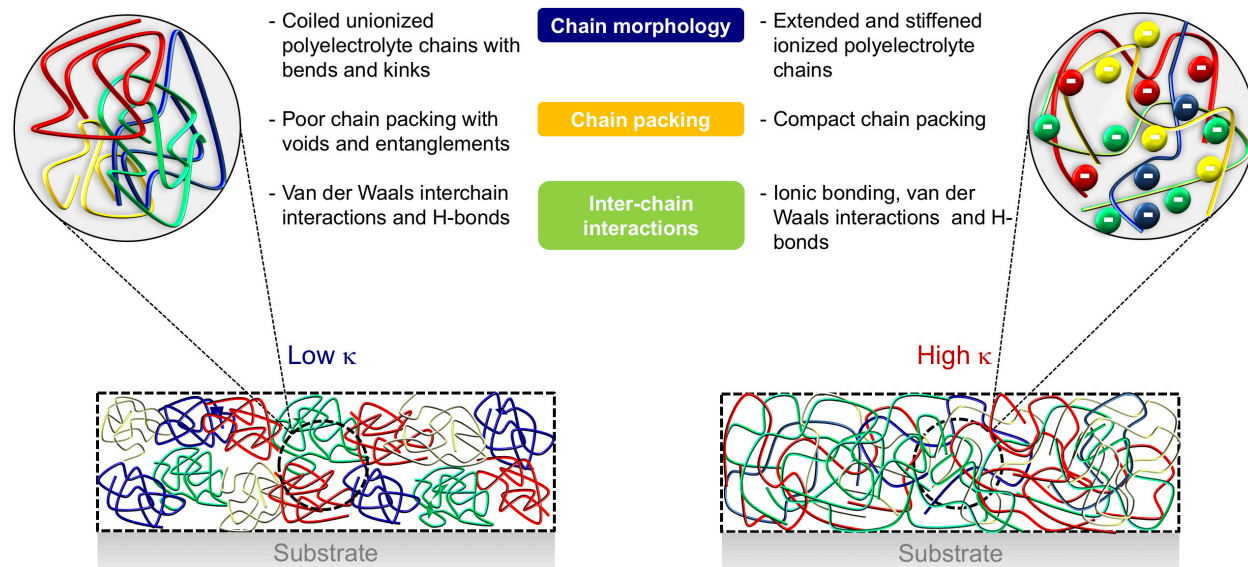 - Coiled unionized
polyelectrolyte chains with
bends and kinks
Chain morphology
- Extended and stiffened
ionized polyelectrolyte
chains
- Poor chain packing with
voids and entanglements
Chain packing
- Compact chain packing
- Van der Waals interchain
interactions and H-bonds
Inter-chain
interactions
- Ionic bonding, van der
Waals interactions and H-
bonds
Low κ
High κ
Substrate
Substrate